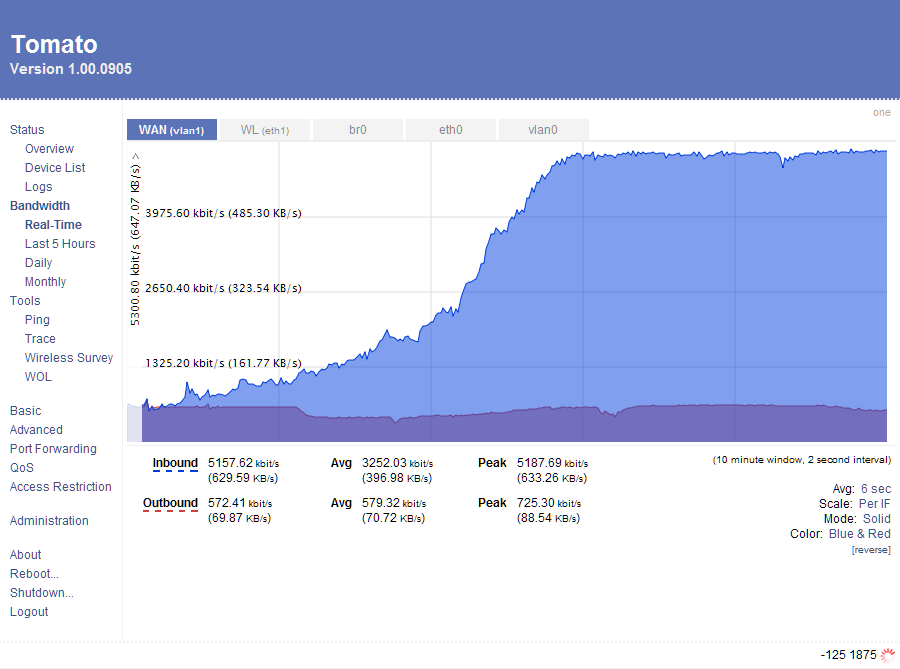 Tomato
Version 1.00.0905
one
Status
Overview
Device List
Logs
Bandwidth
Real-Time
Last 5 Hours
Daily
Monthly
Tools
Ping
Trace
Wireless Survey
WOL
Basic
Advanced
Port Forwarding
QoS
Access Restriction
Administration
About
Reboot...
Shutdown...
Logout
WAN (vlan1) WL (eth1) br0 eth0 vlan0
5300.80 kbit/s (647.07 KB/s) >
3975.60 kbit/s (485.30 KB/s)
2650.40 kbit/s (323.54 KB/s)
1325.20 kbit/s (161.77 KB/s)
Inbound 5157.62 kbit/s Avg 3252.03 kbit/s Peak 5187.69 kbit/s
(629.59 KB/s) (396.98 KB/s) (633.26 KB/s)
Outbound 572.41 kbit/s Avg 579.32 kbit/s Peak 725.30 kbit/s
(69.87 KB/s) (70.72 KB/s) (88.54 KB/s)
(10 minute window, 2 second interval)
Avg: 6 sec
Scale: Per IF
Mode: Solid
Color: Blue & Red
[reverse]
-125 1875